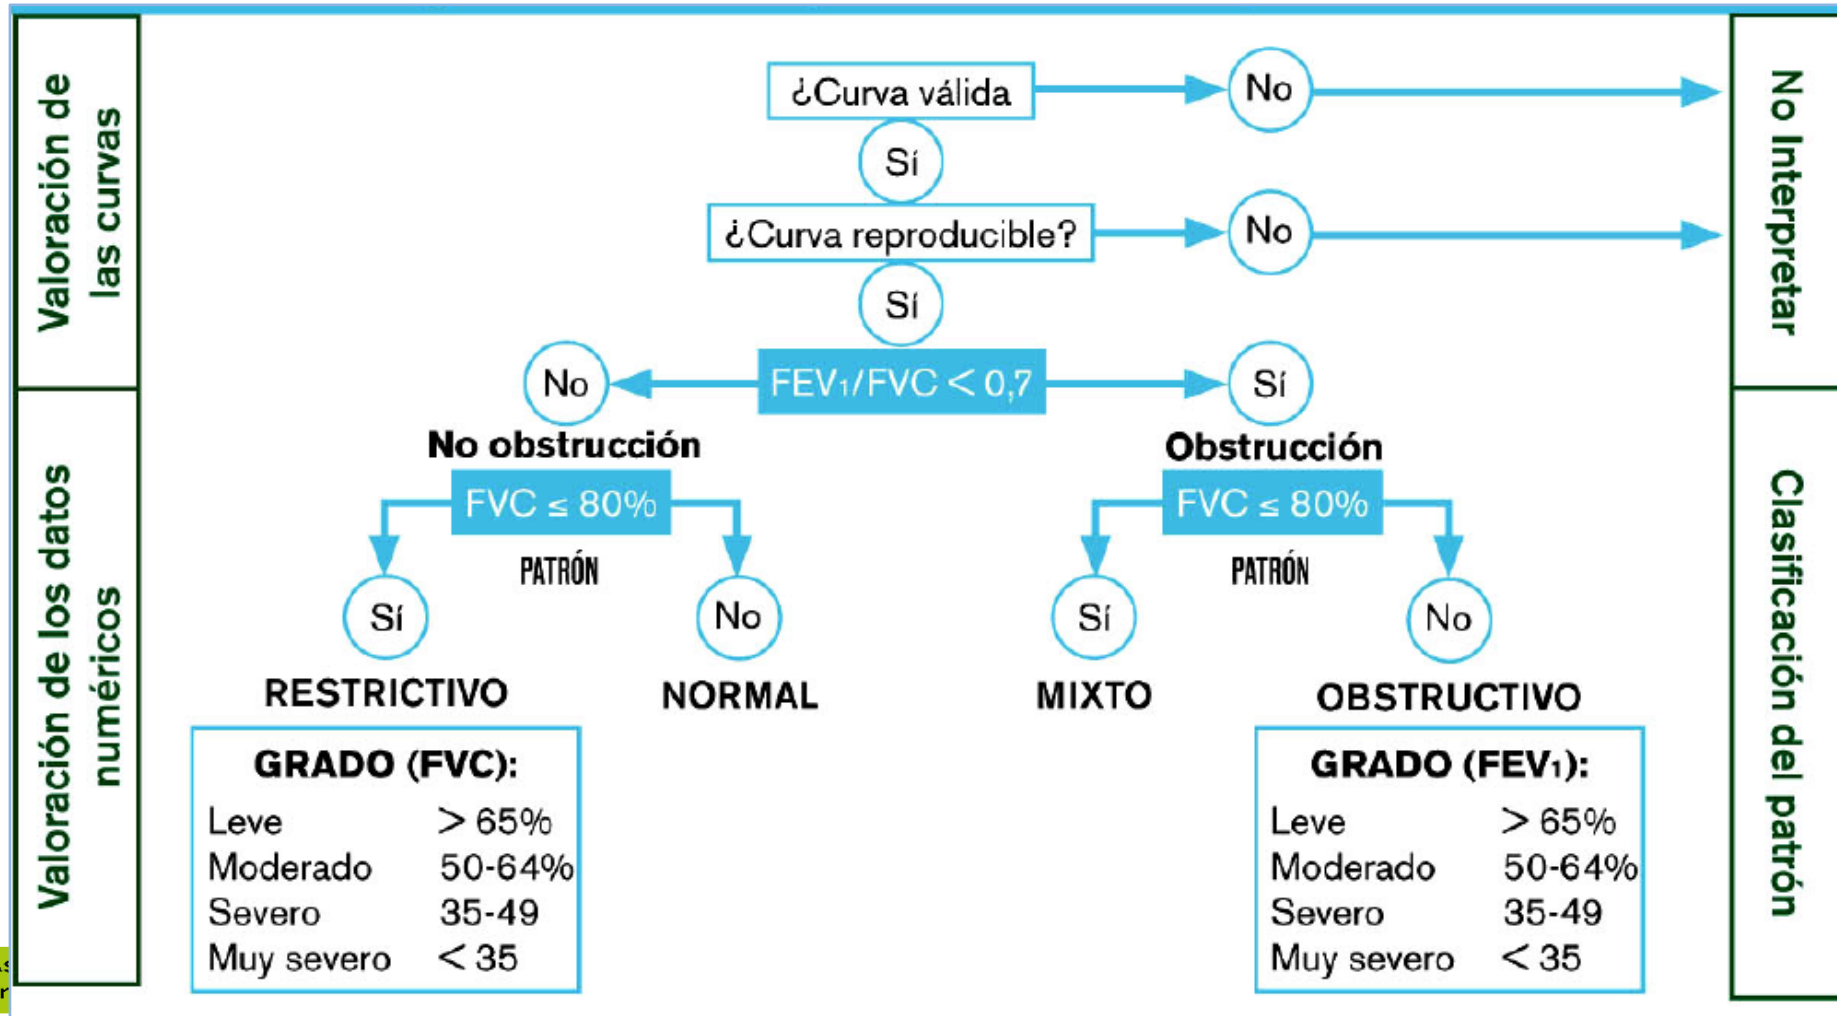 Valoración de
las curvas
¿Curva válida
No
Sí
¿Curva reproducible?
No
Sí
No Interpretar
No
FEV₁/FVC < 0,7
Sí
No obstrucción
Obstrucción
FVC ≤ 80%
FVC ≤ 80%
PATRÓN
PATRÓN
Sí
No
Sí
No
RESTRICTIVO
NORMAL
MIXTO
OBSTRUCTIVO
Valoración de los datos
numéricos
Clasificación del patrón
GRADO (FVC):
Leve > 65%
Moderado 50-64%
Severo 35-49
Muy severo < 35
GRADO (FEV₁):
Leve > 65%
Moderado 50-64%
Severo 35-49
Muy severo < 35